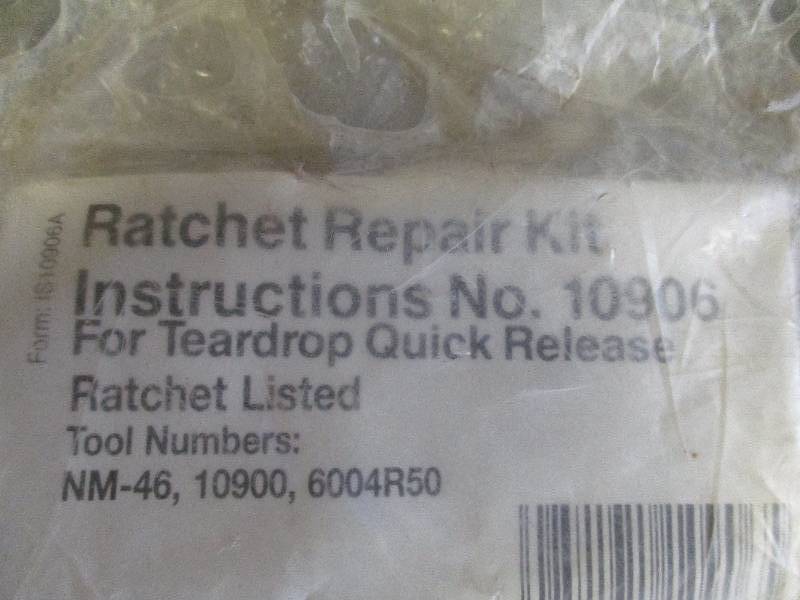 Ratchet Repair Kit
Instructions No. 10906
For Teardrop Quick Release
Ratchet Listed
Tool Numbers:
NM-46, 10900, 6004R50
Form: IS10906A